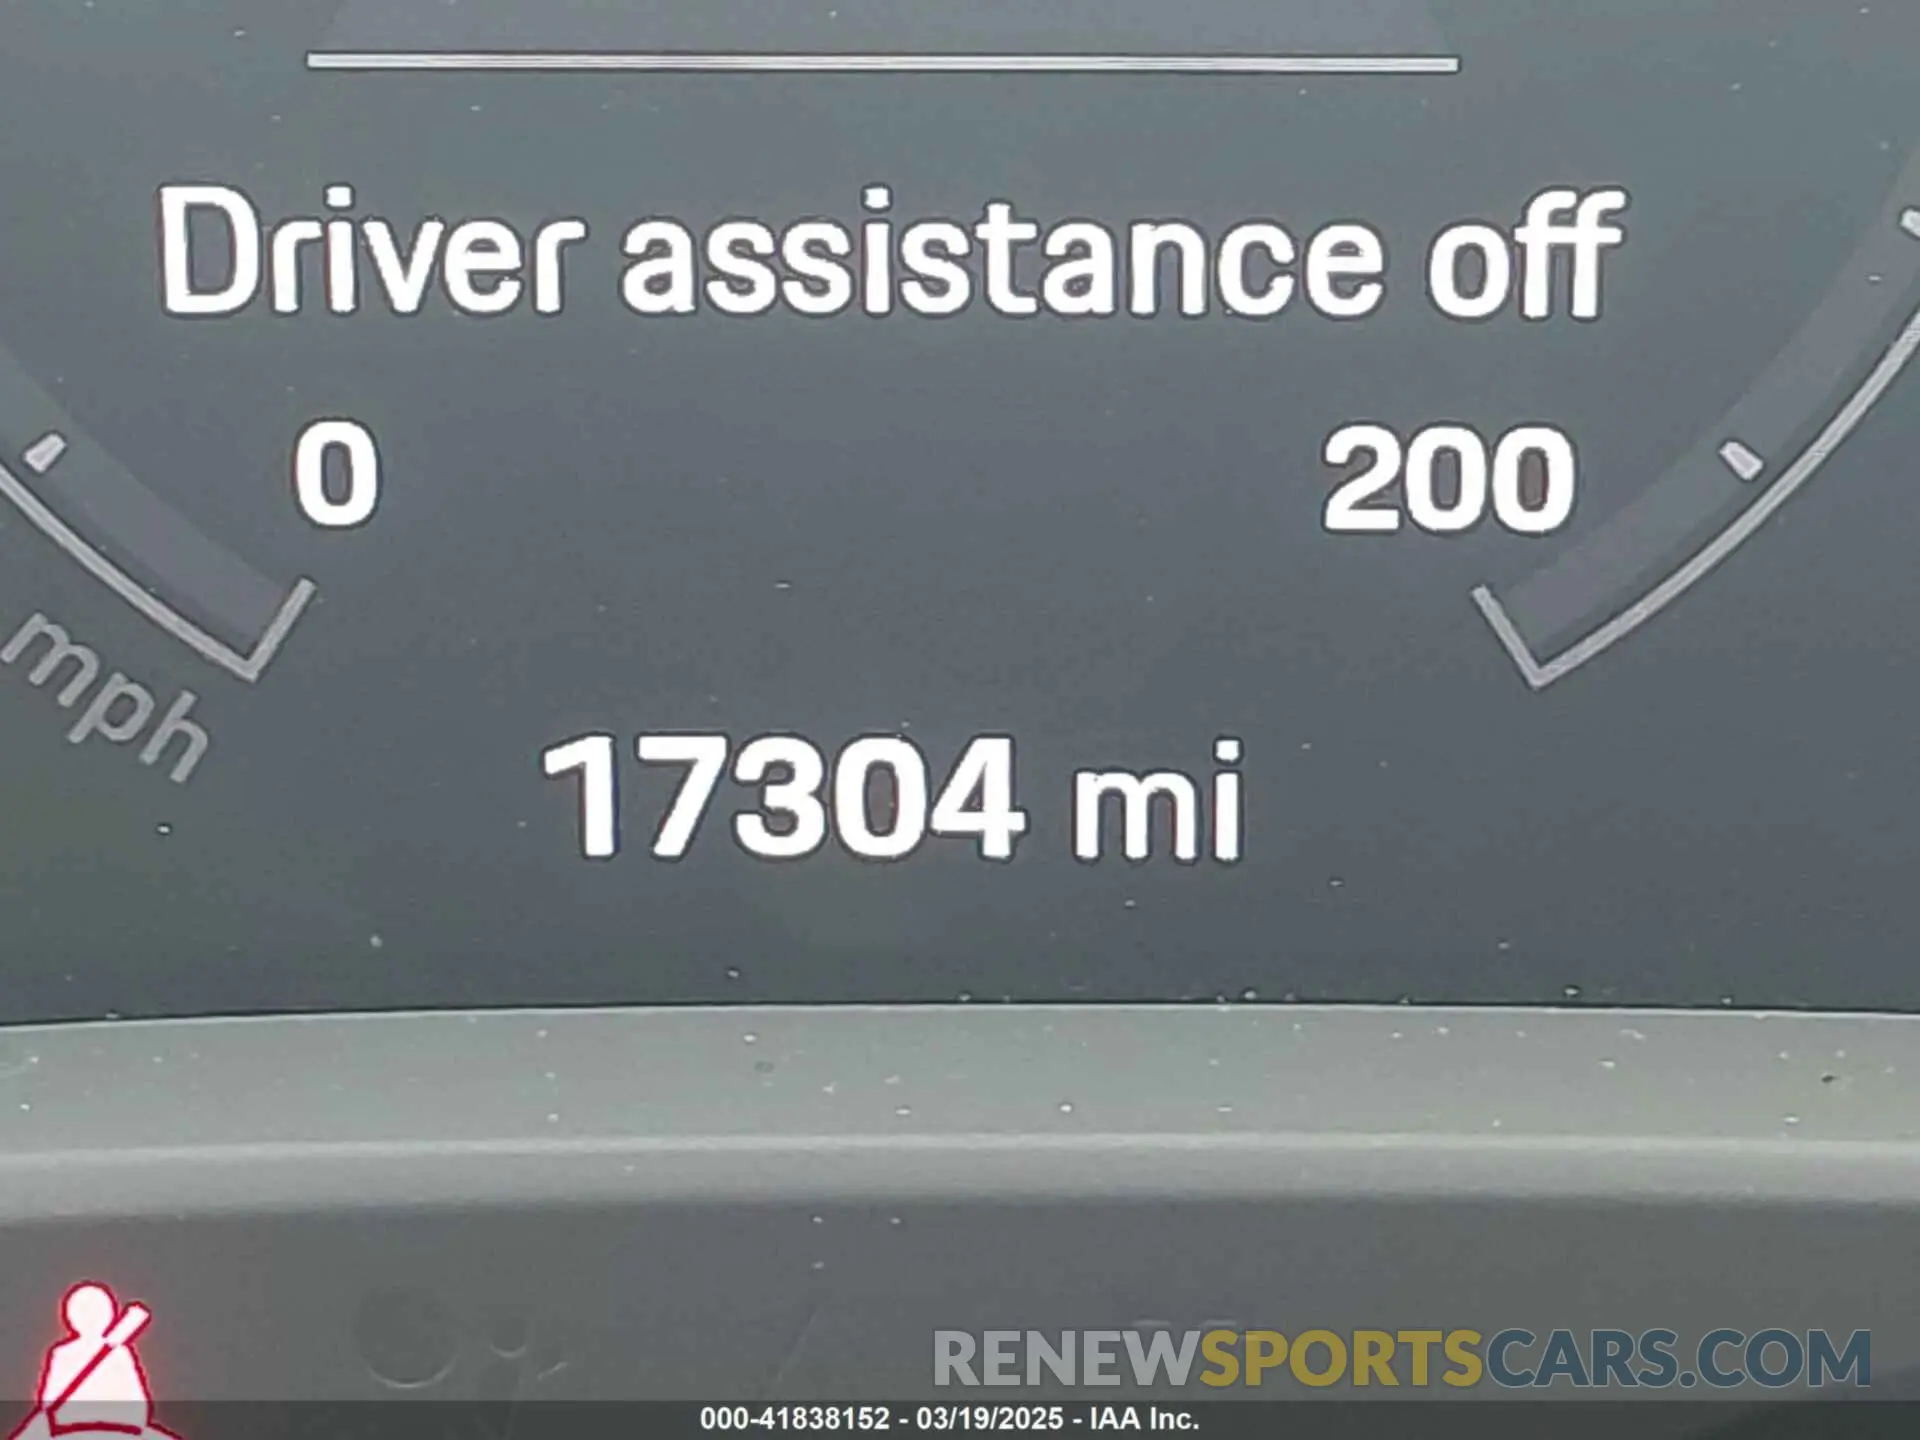 Driver assistance off
0 200
mph
17304 mi
RENEWSPORTSCARS.COM
000-41838152 - 03/19/2025 - IAA Inc.